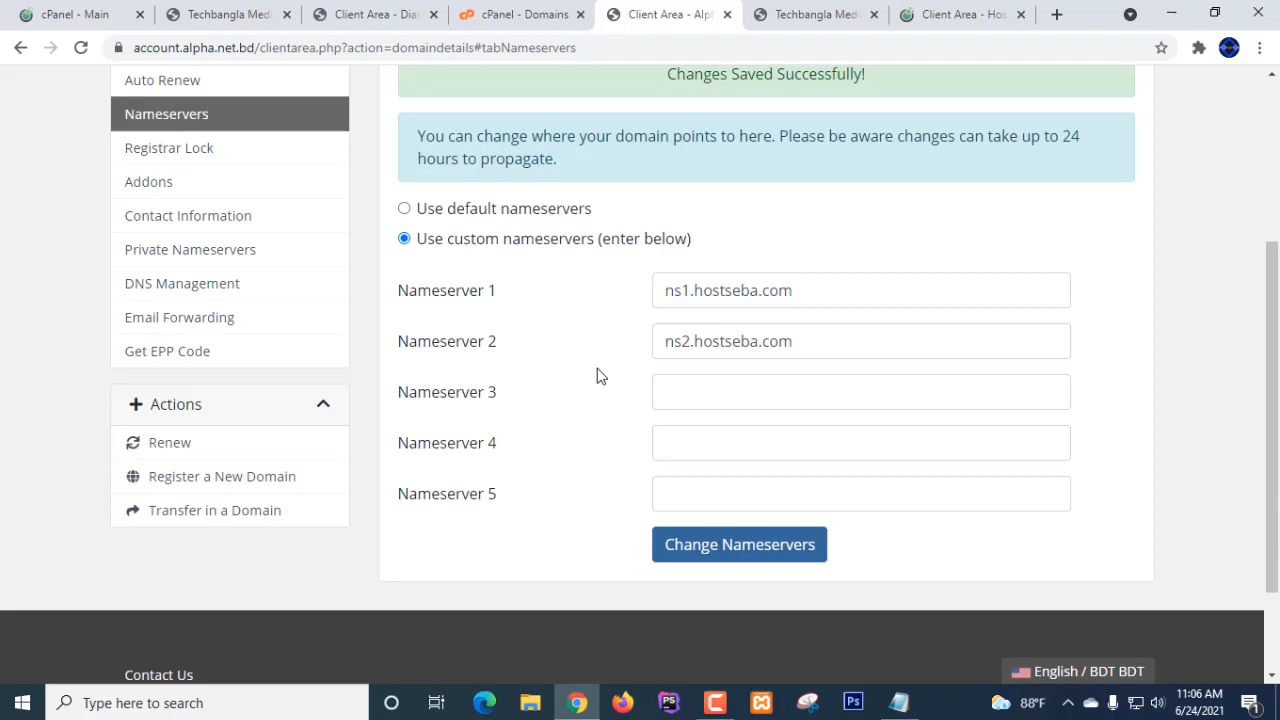 cPanel - Main
Techbangla Medi
Client Area - Dian
cPanel - Domains
Client Area - Alph
Techbangla Medi
Client Area - Hos
account.alpha.net.bd/clientarea.php?action=domaindetails#tabNameservers
Auto Renew
Nameservers
Registrar Lock
Addons
Contact Information
Private Nameservers
DNS Management
Email Forwarding
Get EPP Code
Actions
Renew
Register a New Domain
Transfer in a Domain
Changes Saved Successfully!
You can change where your domain points to here. Please be aware changes can take up to 24
hours to propagate.
Use default nameservers
Use custom nameservers (enter below)
Nameserver 1 ns1.hostseba.com
Nameserver 2 ns2.hostseba.com
Nameserver 3
Nameserver 4
Nameserver 5
Change Nameservers
Contact Us
English / BDT BDT
Type here to search
88°F
11:06 AM
6/24/2021